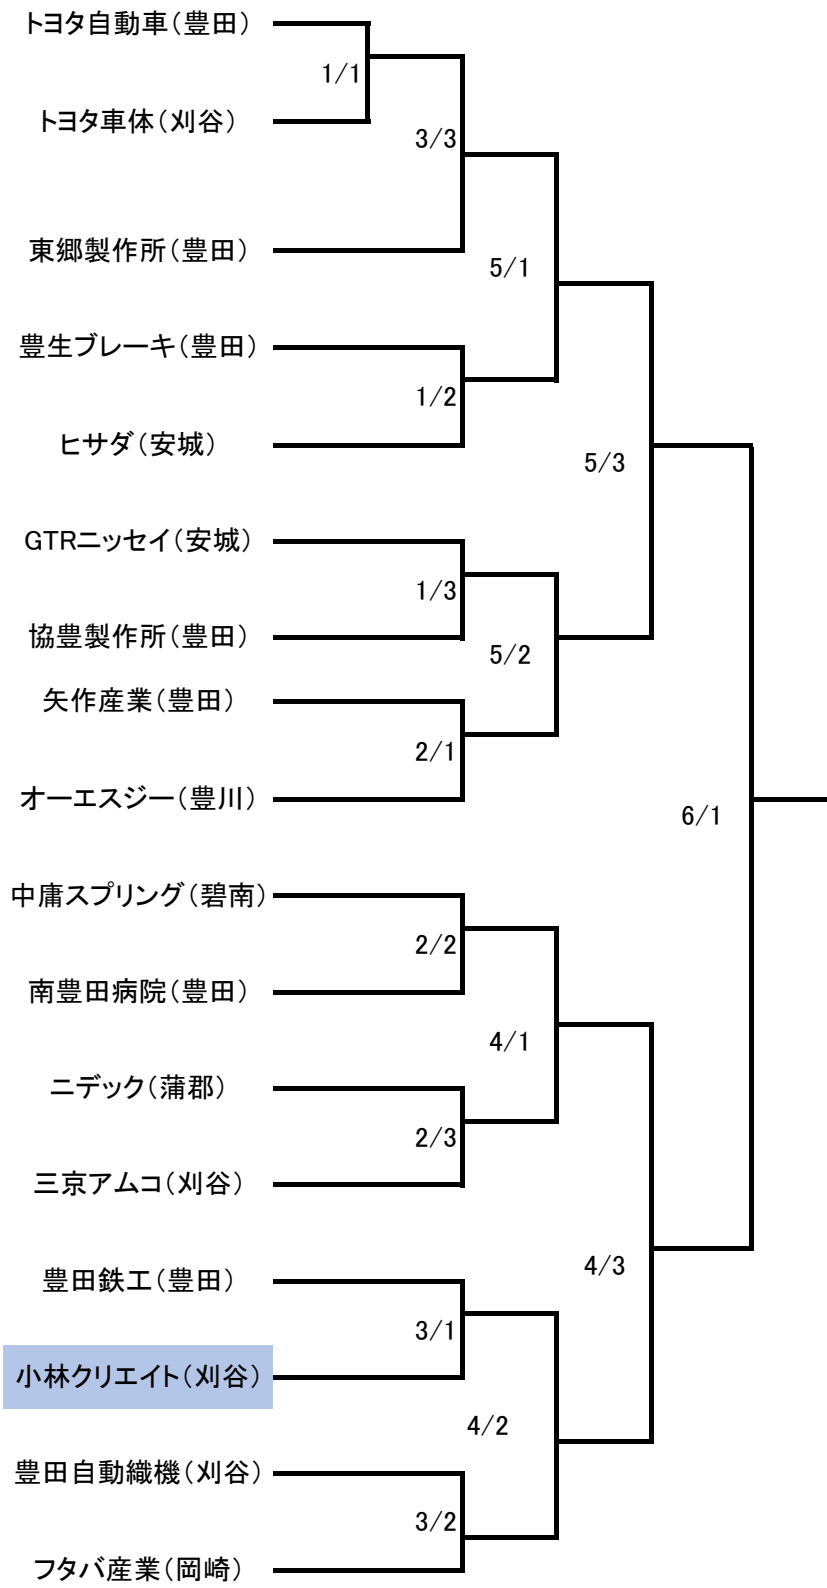 トヨタ自動車（豊田）
1/1
トヨタ車体（刈谷）
3/3
東郷製作所（豊田）
5/1
豊生ブレーキ（豊田）
1/2
ヒサダ（安城）
5/3
GTRニッセイ（安城）
1/3
協豊製作所（豊田）
5/2
矢作産業（豊田）
2/1
オーエスジー（豊川）
6/1
中庸スプリング（碧南）
2/2
南豊田病院（豊田）
4/1
ニデック（蒲郡）
2/3
三京アムコ（刈谷）
4/3
豊田鉄工（豊田）
3/1
小林クリエイト（刈谷）
4/2
豊田自動織機（刈谷）
3/2
フタバ産業（岡崎）